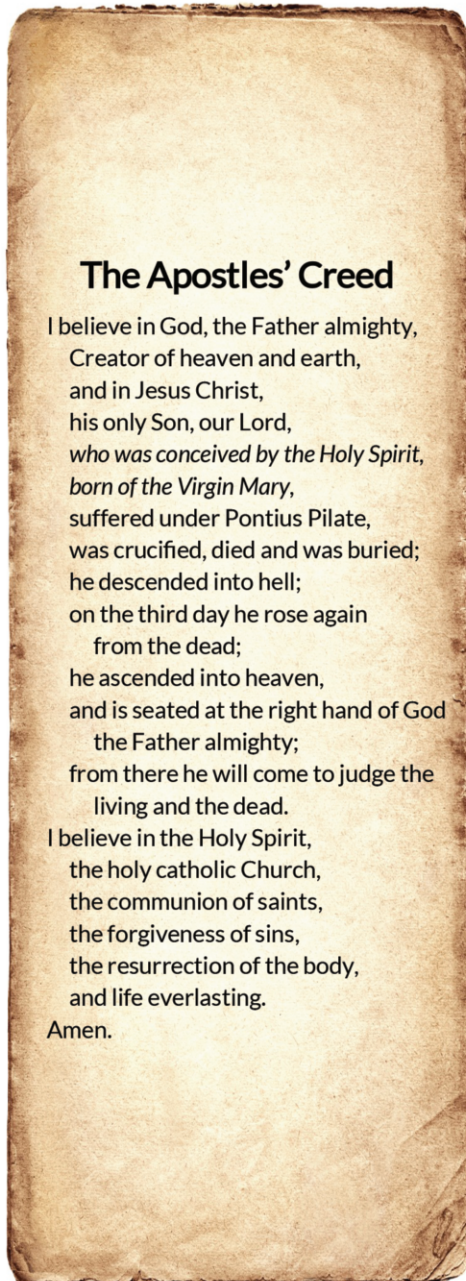 The Apostles’ Creed
I believe in God, the Father almighty,
Creator of heaven and earth,
and in Jesus Christ,
his only Son, our Lord,
who was conceived by the Holy Spirit,
born of the Virgin Mary,
suffered under Pontius Pilate,
was crucified, died and was buried;
he descended into hell;
on the third day he rose again
from the dead;
he ascended into heaven,
and is seated at the right hand of God
the Father almighty;
from there he will come to judge the
living and the dead.
I believe in the Holy Spirit,
the holy catholic Church,
the communion of saints,
the forgiveness of sins,
the resurrection of the body,
and life everlasting.
Amen.